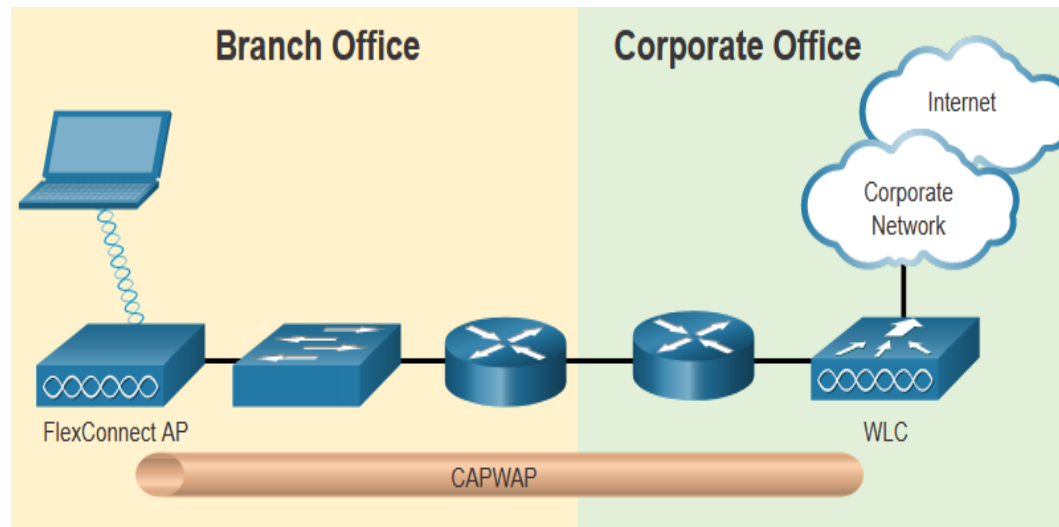 Branch Office
Corporate Office
Internet
Corporate
Network
FlexConnect AP
WLC
CAPWAP